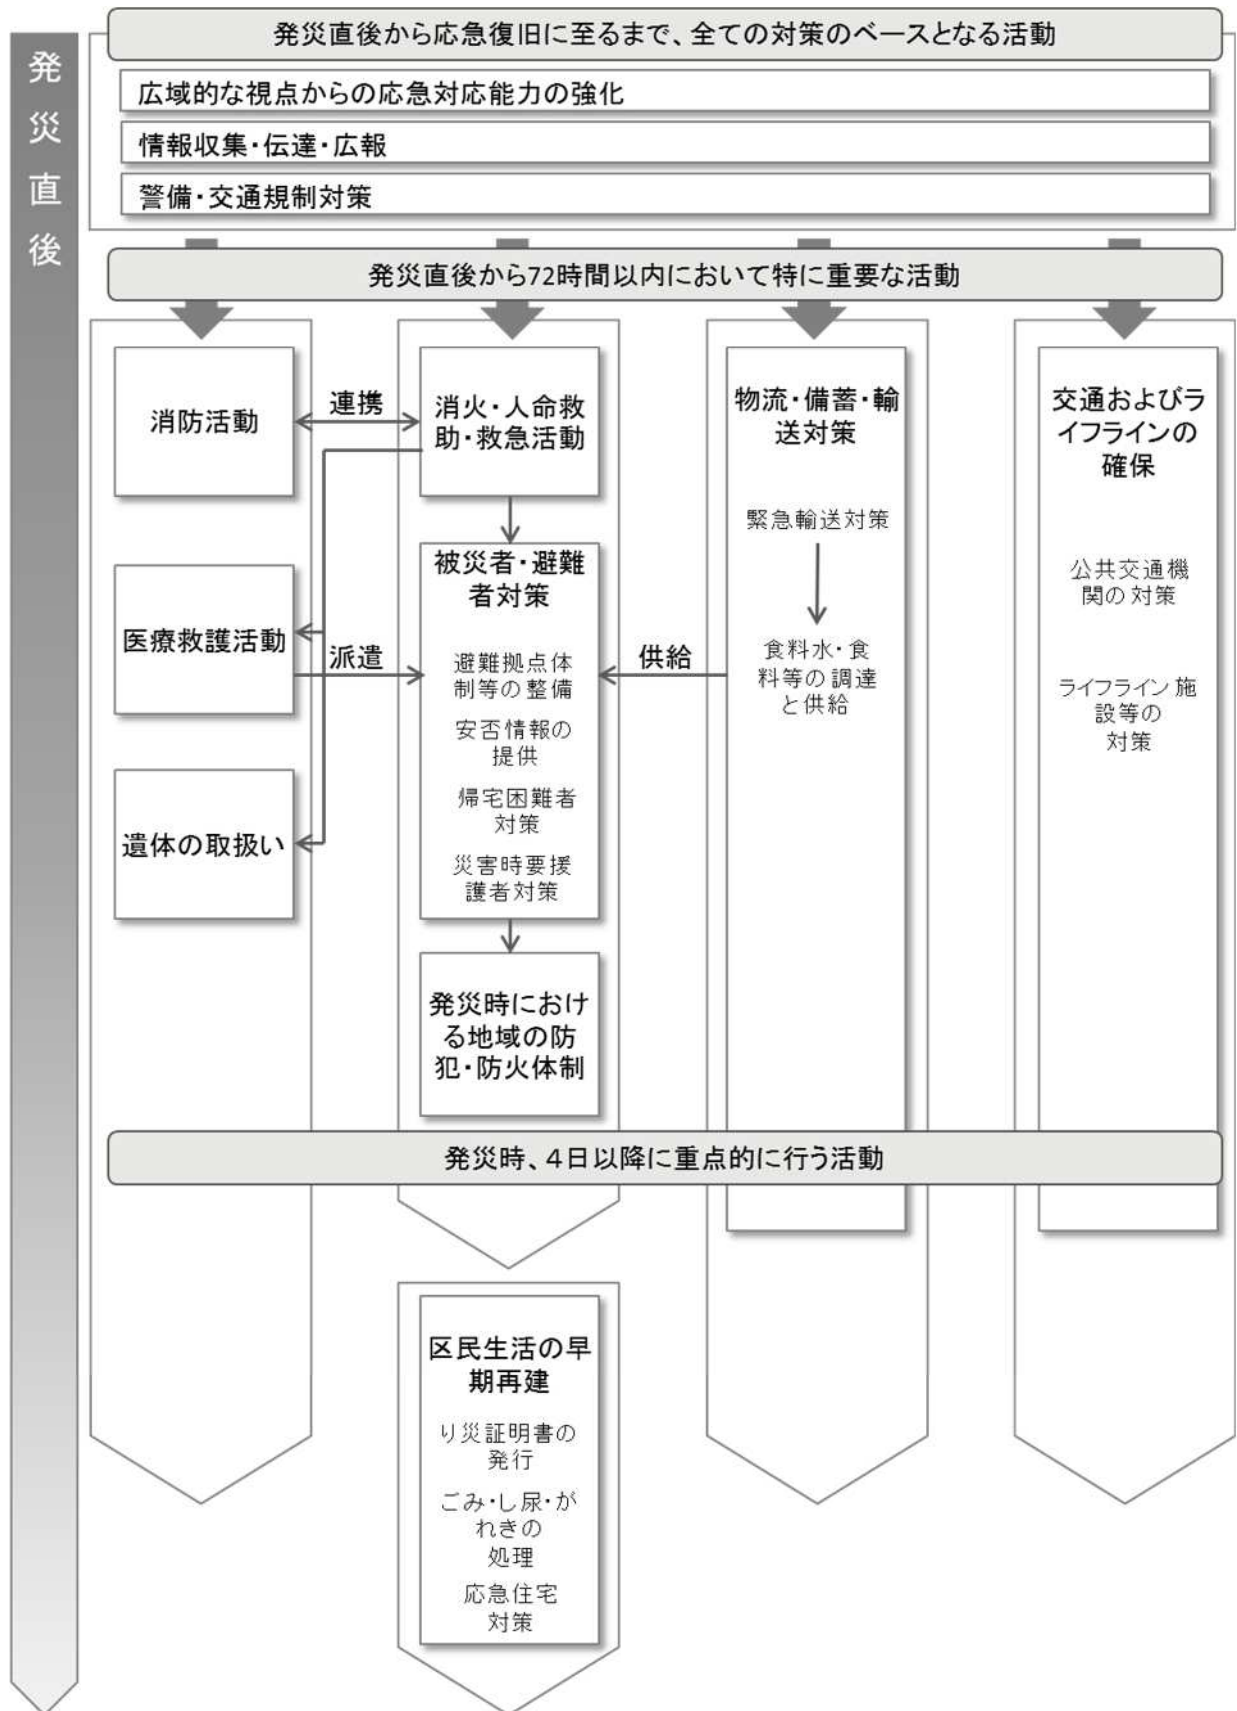 発災直後
発災直後から応急復旧に至るまで、全ての対策のベースとなる活動
広域的な視点からの応急対応能力の強化
情報収集・伝達・広報
警備・交通規制対策
発災直後から72時間以内において特に重要な活動
消防活動
連携
消火・人命救
助・救急活動
物流・備蓄・輸
送対策
交通およびラ
イフラインの
確保
緊急輸送対策
公共交通機
関の対策
被災者・避難
者対策
医療救護活動
派遣
避難拠点体
制等の整備
供給
食料水・食
料等の調達
と供給
ライフライン施
設等の
対策
安否情報の
提供
帰宅困難者
対策
遺体の取扱い
災害時要援
護者対策
発災時におけ
る地域の防
犯・防火体制
発災時、4日以降に重点的に行う活動
区民生活の早
期再建
り災証明書の
発行
ごみ・し尿・が
れきの
処理
応急住宅
対策